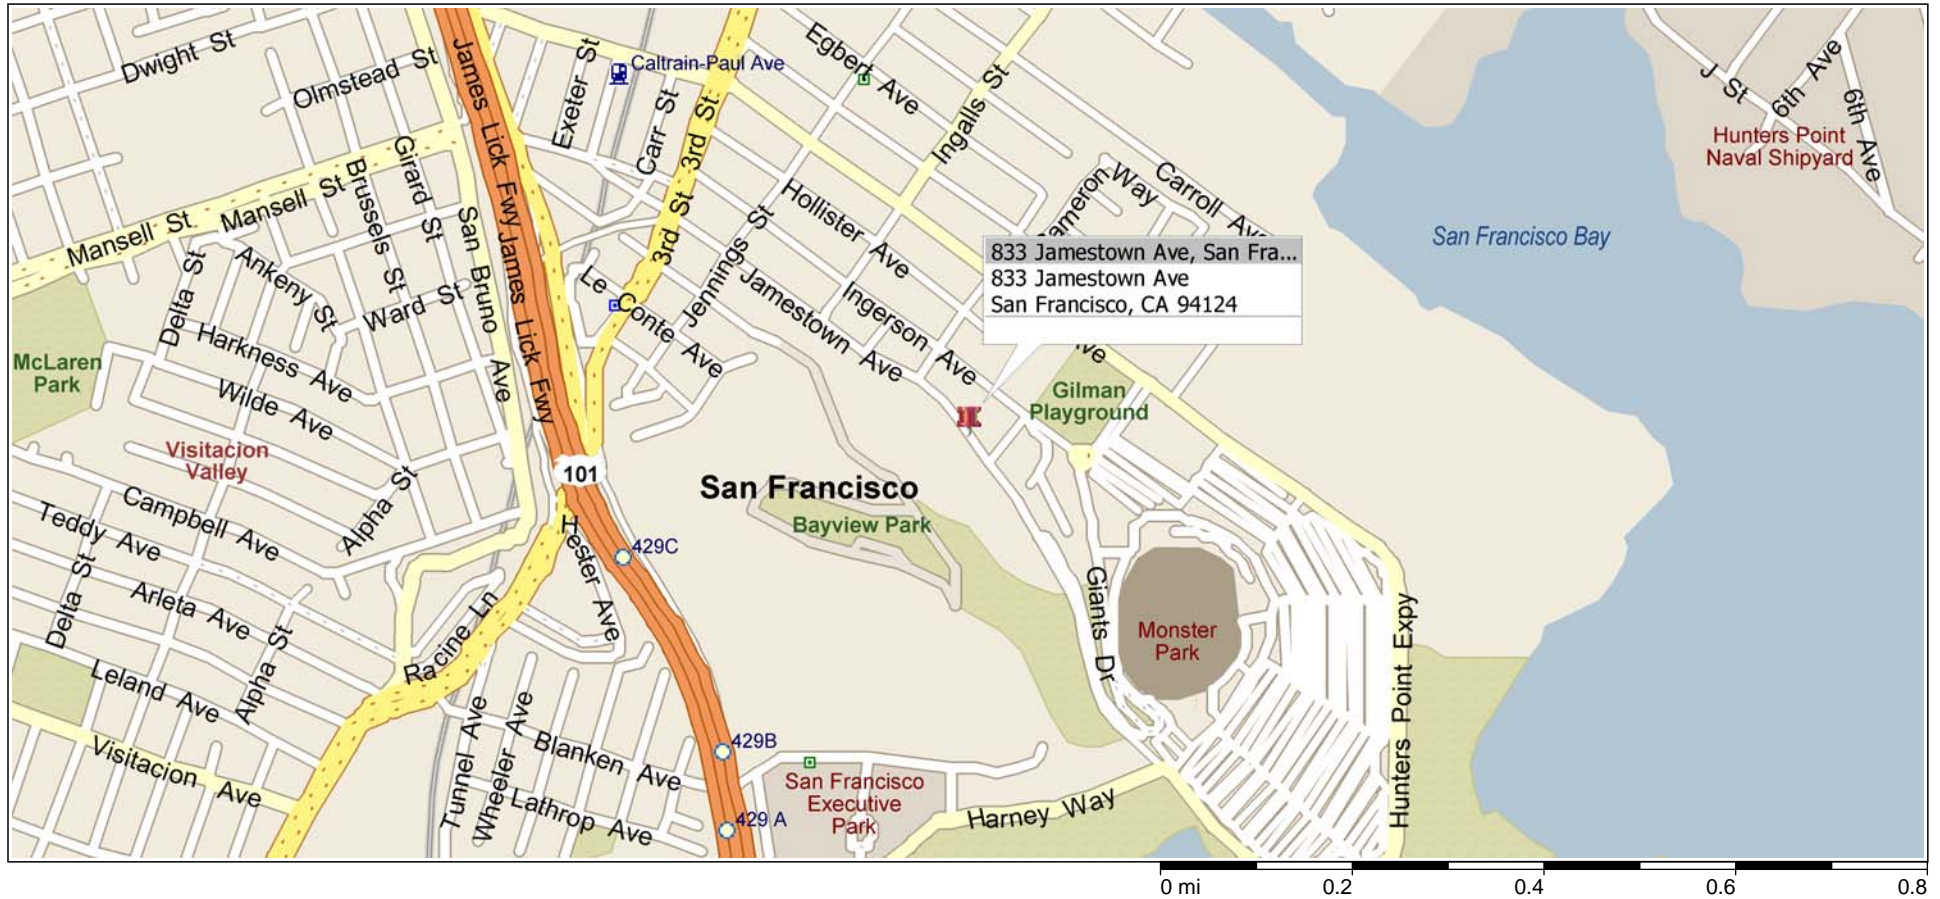 Dwight St
Olmstead St
James Lick Fwy
James Lick Fwy
Exeter St
Caltrain-Paul Ave
Carr St
3rd St
3rd St
Egbert Ave
Ingalls St
J St
6th Ave
6th Ave
Hunters Point
Naval Shipyard
Girard St
Brussels St
Mansell St
Mansell St
San Bruno Ave
Hollister Ave
Cameron Way
Carroll Ave
San Francisco Bay
833 Jamestown Ave, San Fra...
833 Jamestown Ave
San Francisco, CA 94124
Ave
Ankeny St
Delta St
Ward St
Le Conte Ave
Jennings St
Jamestown Ave
Ingerson Ave
McLaren
Park
Harkness Ave
Wilde Ave
Gilman
Playground
Visitacion
Valley
101
San Francisco
Bayview Park
Campbell Ave
Alpha St
Teddy Ave
Hester Ave
429C
Delta St
Arleta Ave
Racine Ln
Giants Dr
Monster
Park
Hunters Point Expy
Leland Ave
Alpha St
Visitacion Ave
Tunnel Ave
Wheeler Ave
Blanken Ave
Lathrop Ave
429B
429 A
San Francisco
Executive
Park
Harney Way
0 mi 0.2 0.4 0.6 0.8